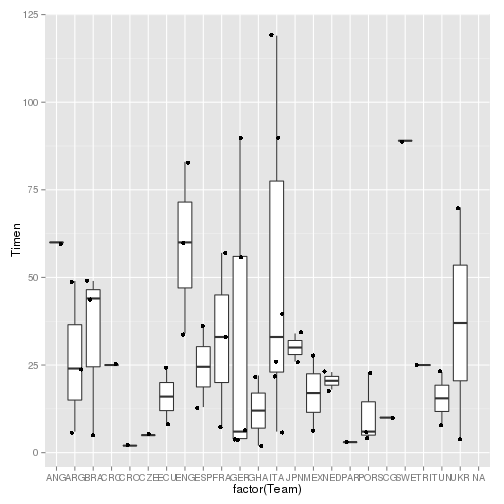 125
100
75
50
25
0
Timen
ANG ARG BRA CRO CROC CZE ECU ENG ESP FRA GER GHA ITA JPN MEX NED PAR POR SCG SWE TRI TUN UKR NA
factor(Team)